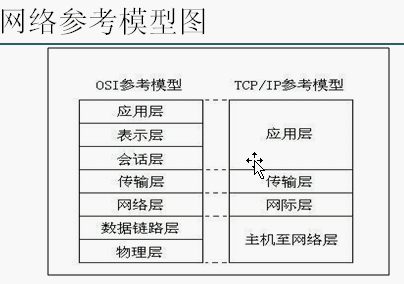 网络参考模型图
OSI参考模型
应用层
表示层
会话层
传输层
网络层
数据链路层
物理层
TCP/IP参考模型
应用层
传输层
网际层
主机至网络层